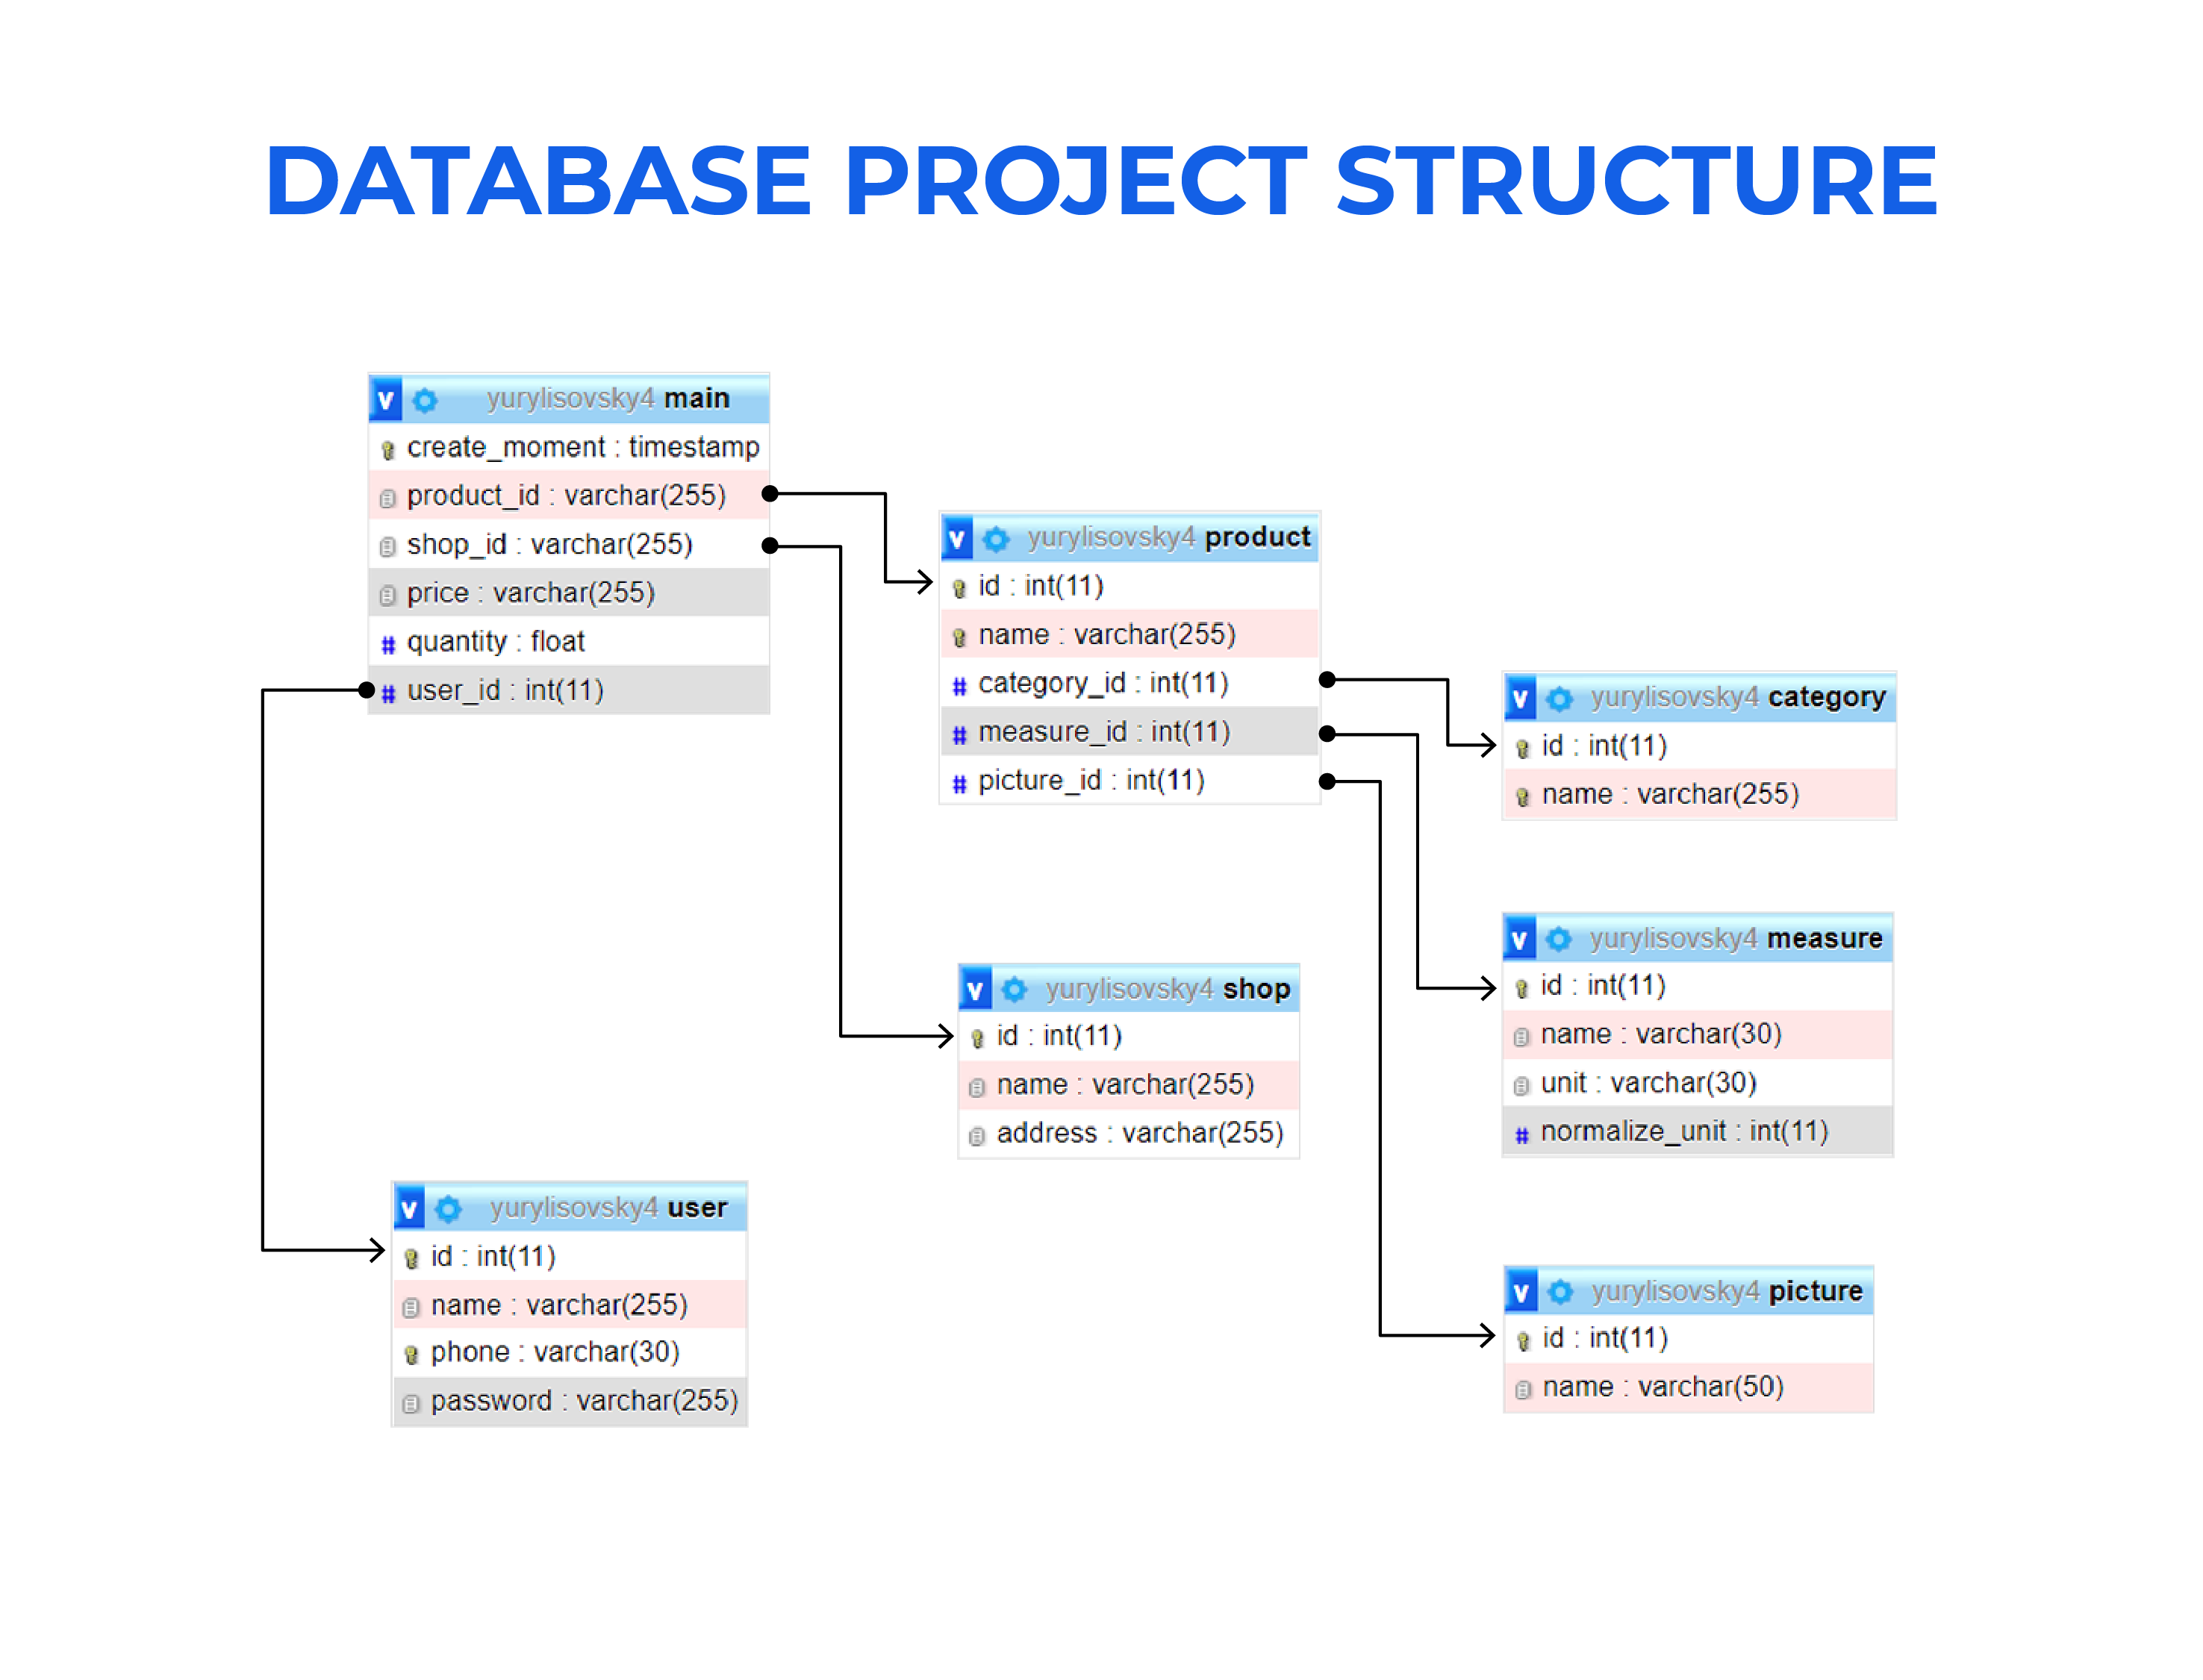 DATABASE PROJECT STRUCTURE
v yurylisovsky4 main
create_moment : timestamp
product_id : varchar(255)
shop_id : varchar(255)
price : varchar(255)
# quantity : float
# user_id : int(11)
v yurylisovsky4 product
id : int(11)
name : varchar(255)
# category_id : int(11)
# measure_id : int(11)
# picture_id : int(11)
v yurylisovsky4 category
id : int(11)
name : varchar(255)
v yurylisovsky4 measure
id : int(11)
name : varchar(30)
unit : varchar(30)
# normalize_unit : int(11)
v yurylisovsky4 shop
id : int(11)
name : varchar(255)
address : varchar(255)
v yurylisovsky4 user
id : int(11)
name : varchar(255)
phone : varchar(30)
password : varchar(255)
v yurylisovsky4 picture
id : int(11)
name : varchar(50)